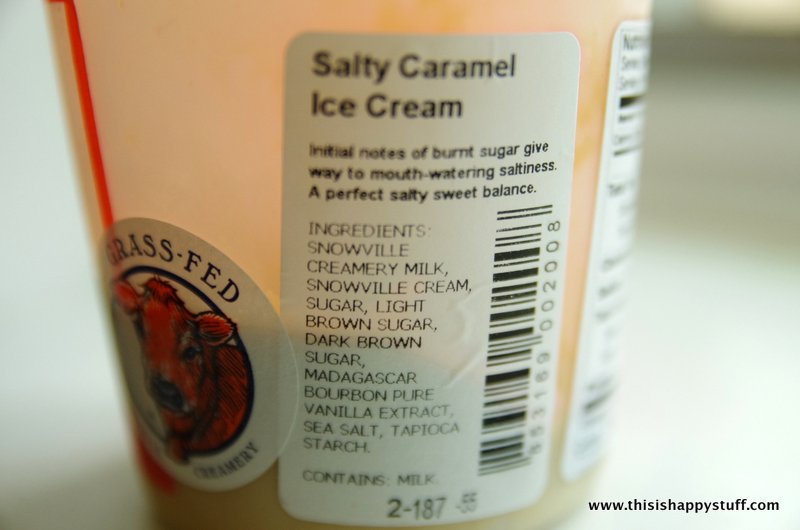 Salty Caramel
Ice Cream
Initial notes of burnt sugar give
way to mouth-watering saltiness.
A perfect salty sweet balance.
INGREDIENTS:
SNOWVILLE
CREAMERY MILK,
SNOWVILLE CREAM,
SUGAR, LIGHT
BROWN SUGAR,
DARK BROWN
SUGAR,
MADAGASCAR
BOURBON PURE
VANILLA EXTRACT,
SEA SALT, TAPIOCA
STARCH.
CONTAINS: MILK.
2-187 -55
853169 002008
GRASS-FED
CREAMERY
www.thisishappystuff.com